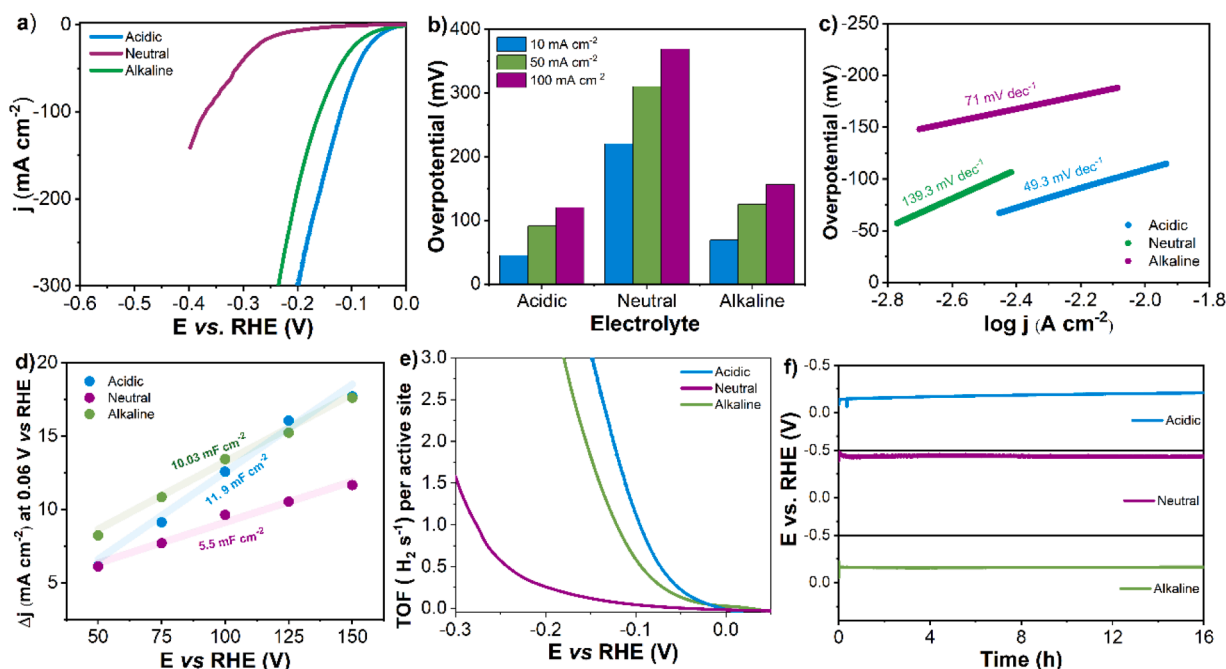 a)
0
-100
-200
-300
-0.6
-0.5
-0.4
-0.3
-0.2
-0.1
0.0
j (mA cm⁻²)
E vs. RHE (V)
Acidic
Neutral
Alkaline
b)
400
300
200
100
0
Overpotential (mV)
10 mA cm⁻²
50 mA cm⁻²
100 mA cm⁻²
Acidic
Neutral
Alkaline
Electrolyte
c)
-250
-200
-150
-100
-50
0
Overpotential (mV)
71 mV dec⁻¹
139.3 mV dec⁻¹
49.3 mV dec⁻¹
Acidic
Neutral
Alkaline
-2.8
-2.6
-2.4
-2.2
-2.0
-1.8
log j (A cm⁻²)
d)
20
15
10
5
Δj (mA cm⁻²) at 0.06 V vs RHE
Acidic
Neutral
Alkaline
10.03 mF cm⁻²
11. 9 mF cm⁻²
5.5 mF cm⁻²
50
75
100
125
150
E vs RHE (V)
e)
3.0
2.5
2.0
1.5
1.0
0.5
0.0
TOF ( H₂ s⁻¹) per active site
Acidic
Neutral
Alkaline
-0.3
-0.2
-0.1
0.0
E vs RHE (V)
f)
-0.5
0.0
-0.5
0.0
-0.5
0.0
E vs. RHE (V)
Acidic
Neutral
Alkaline
0
4
8
12
16
Time (h)